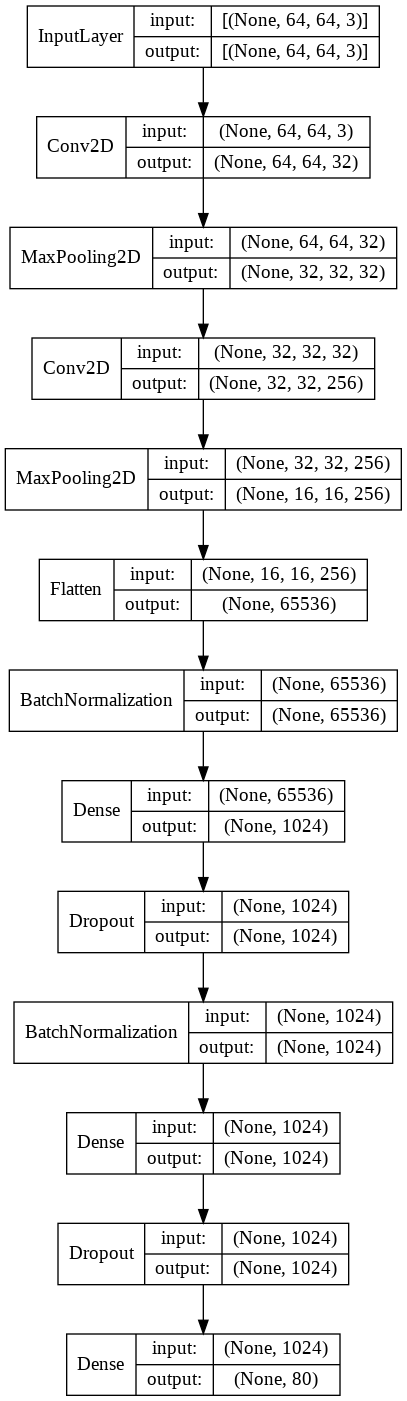 InputLayer
input: [(None, 64, 64, 3)]
output: [(None, 64, 64, 3)]
Conv2D
input: (None, 64, 64, 3)
output: (None, 64, 64, 32)
MaxPooling2D
input: (None, 64, 64, 32)
output: (None, 32, 32, 32)
Conv2D
input: (None, 32, 32, 32)
output: (None, 32, 32, 256)
MaxPooling2D
input: (None, 32, 32, 256)
output: (None, 16, 16, 256)
Flatten
input: (None, 16, 16, 256)
output: (None, 65536)
BatchNormalization
input: (None, 65536)
output: (None, 65536)
Dense
input: (None, 65536)
output: (None, 1024)
Dropout
input: (None, 1024)
output: (None, 1024)
BatchNormalization
input: (None, 1024)
output: (None, 1024)
Dense
input: (None, 1024)
output: (None, 1024)
Dropout
input: (None, 1024)
output: (None, 1024)
Dense
input: (None, 1024)
output: (None, 80)